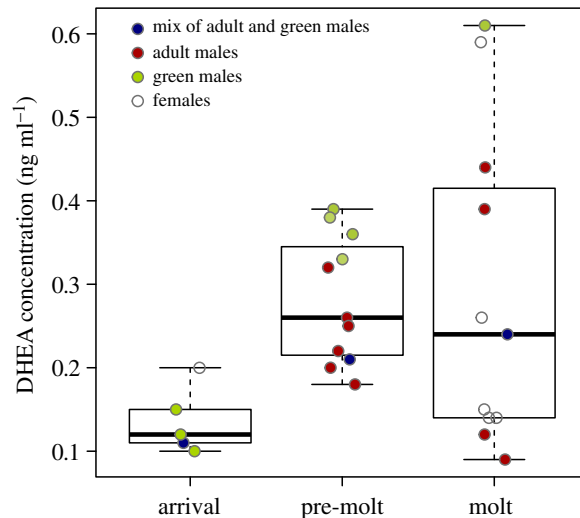 mix of adult and green males
adult males
green males
females
DHEA concentration (ng ml⁻¹)
0.6
0.5
0.4
0.3
0.2
0.1
arrival pre-molt molt